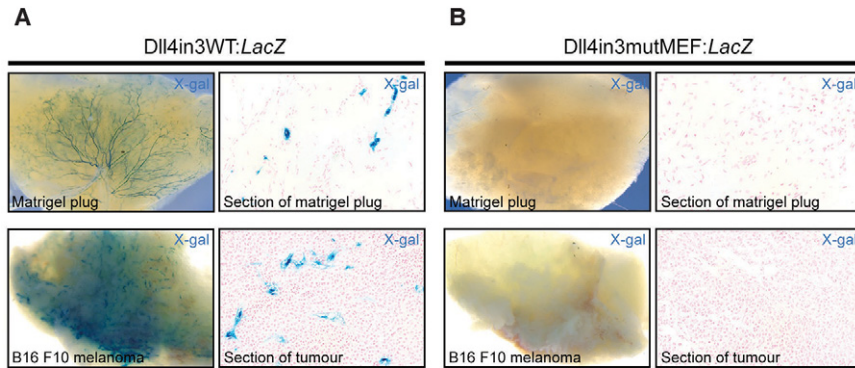 A
Dll4in3WT:LacZ
X-gal
Matrigel plug
X-gal
Section of matrigel plug
X-gal
B16 F10 melanoma
X-gal
Section of tumour
B
Dll4in3mutMEF:LacZ
X-gal
Matrigel plug
X-gal
Section of matrigel plug
X-gal
B16 F10 melanoma
X-gal
Section of tumour